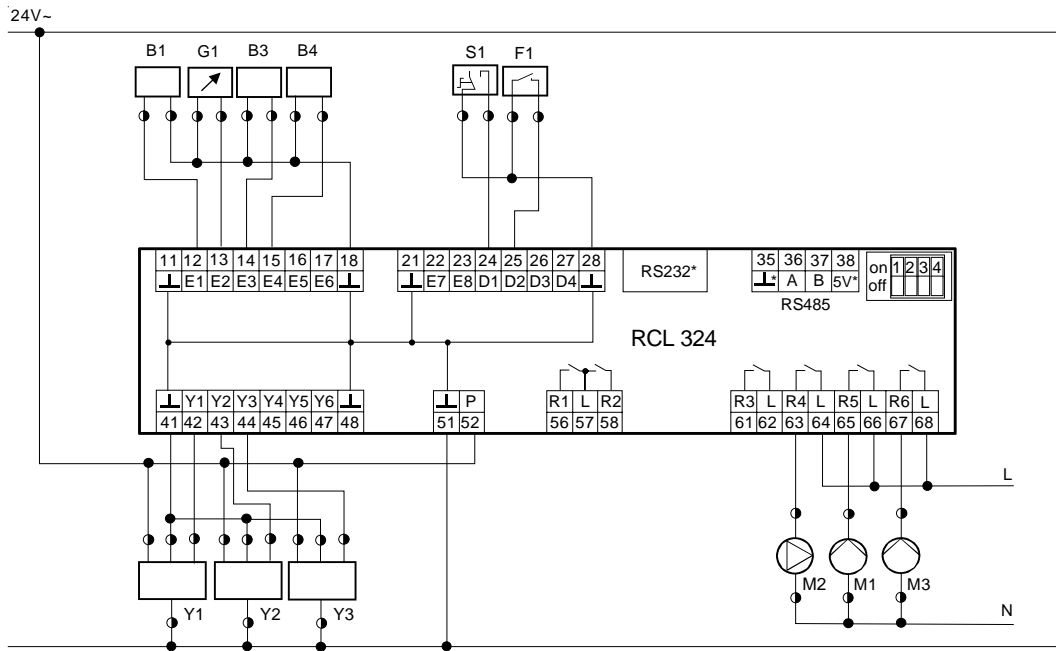 24V~
B1 G1 B3 B4 S1 F1
11 12 13 14 15 16 17 18 21 22 23 24 25 26 27 28 35 36 37 38
E1 E2 E3 E4 E5 E6 E7 E8 D1 D2 D3 D4 RS232* * A B 5V* on off 1 2 3 4
RS485
RCL 324
Y1 Y2 Y3 Y4 Y5 Y6 P R1 L R2 R3 L R4 L R5 L R6 L
41 42 43 44 45 46 47 48 51 52 56 57 58 61 62 63 64 65 66 67 68
L
M2 M1 M3
Y1 Y2 Y3 N